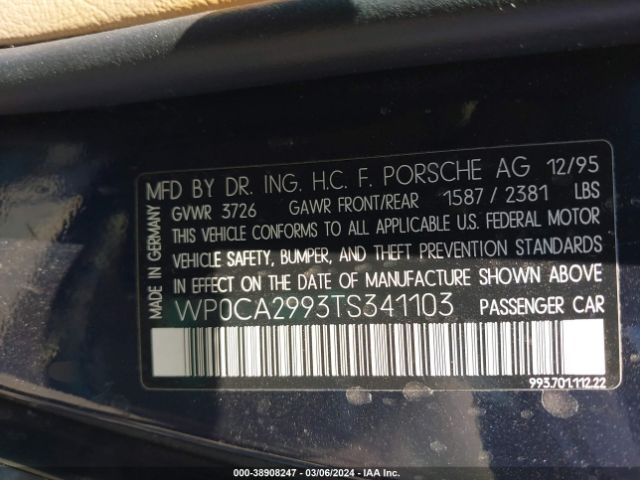 MFD BY DR. ING. H.C. F. PORSCHE AG 12/95
GVWR 3726 GAWR FRONT/REAR 1587 / 2381 LBS
THIS VEHICLE CONFORMS TO ALL APPLICABLE U.S. FEDERAL MOTOR
VEHICLE SAFETY, BUMPER, AND THEFT PREVENTION STANDARDS
IN EFFECT ON THE DATE OF MANUFACTURE SHOWN ABOVE
WP0CA2993TS341103 PASSENGER CAR
MADE IN GERMANY
993.701.112.22
000-38908247 - 03/06/2024 - IAA Inc.